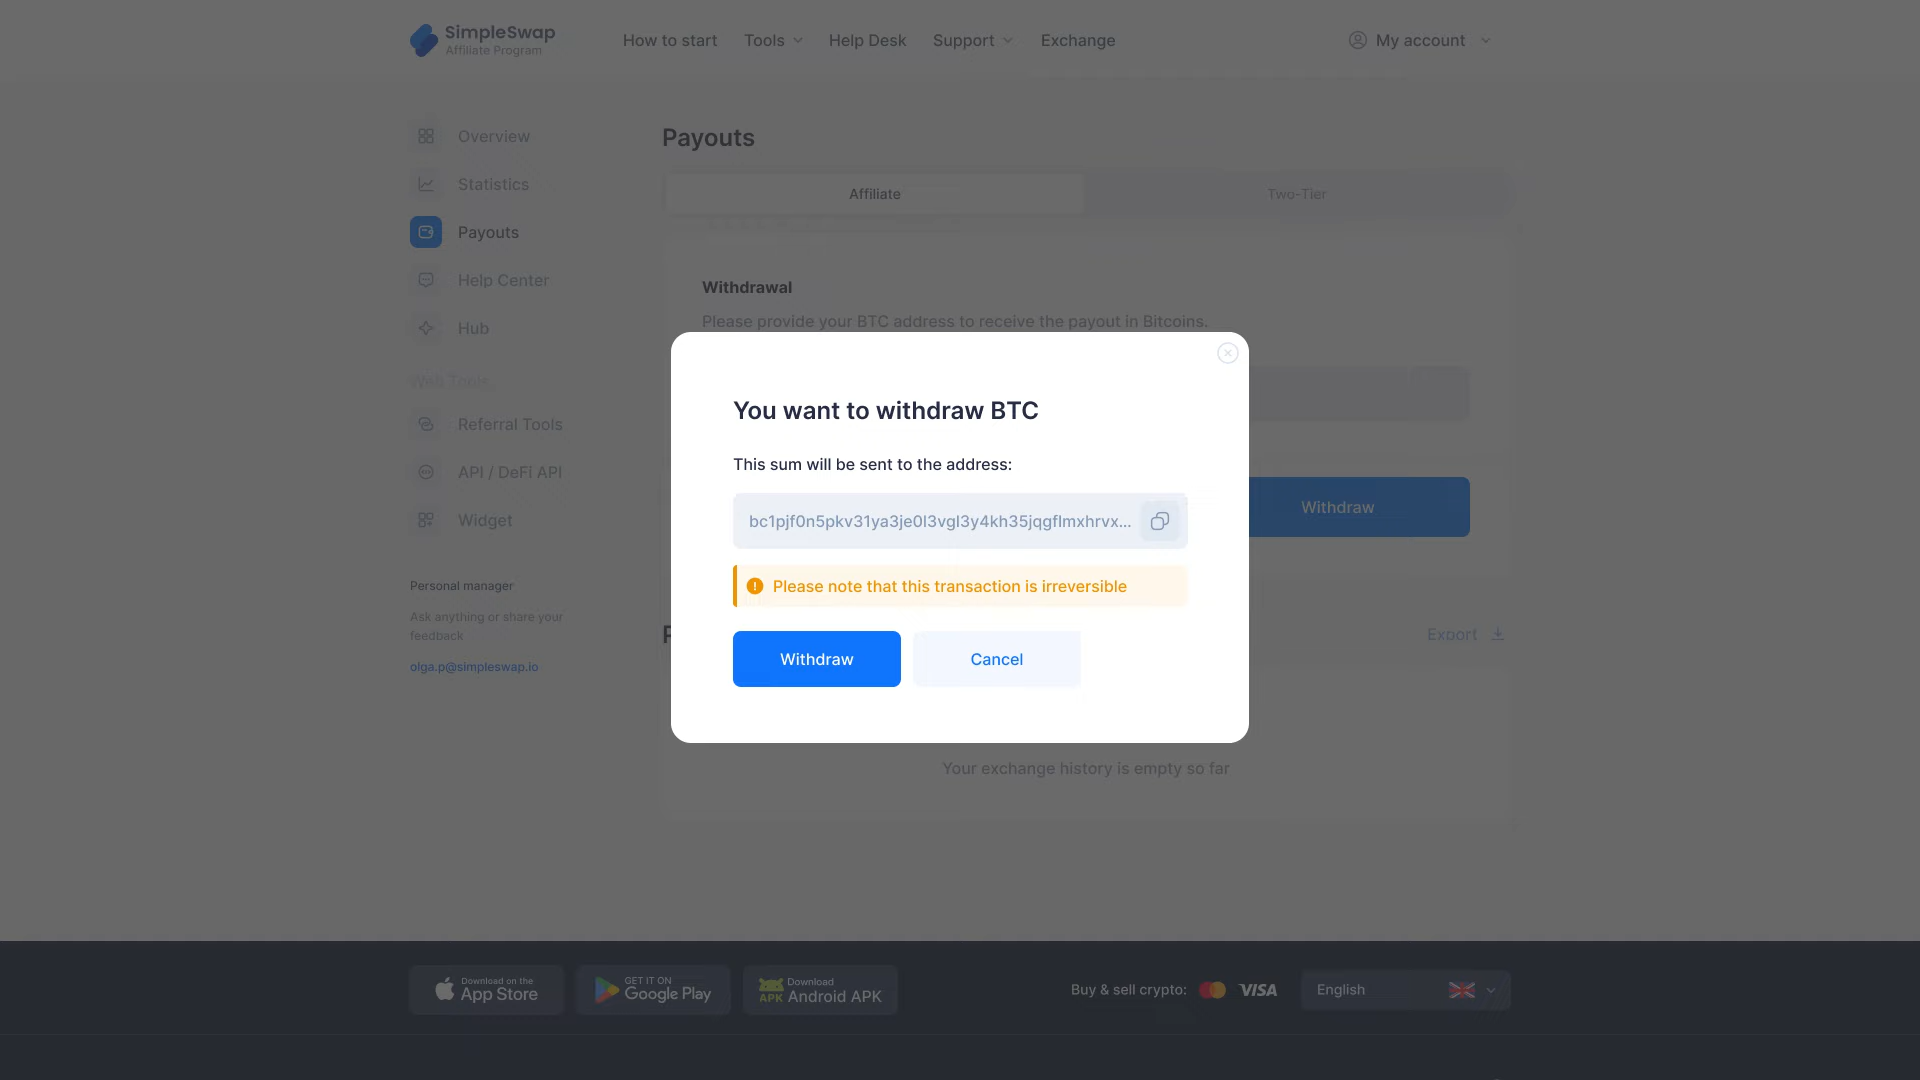 SimpleSwap
Affiliate Program
How to start
Tools
Help Desk
Support
Exchange
My account
Overview
Statistics
Payouts
Help Center
Hub
Web Tools
Referral Tools
API / DeFi API
Widget
Personal manager
Ask anything or share your
feedback
olga.p@simpleswap.io
Payouts
Affiliate
Two-Tier
Withdrawal
Please provide your BTC address to receive the payout in Bitcoins.
Withdraw
You want to withdraw BTC
This sum will be sent to the address:
bc1pjf0n5pkv31ya3je0l3vgl3y4kh35jqgflmxhrvx...
Please note that this transaction is irreversible
Withdraw
Cancel
Export
Your exchange history is empty so far
Download on the
App Store
GET IT ON
Google Play
APK
Download
Android APK
Buy & sell crypto:
VISA
English